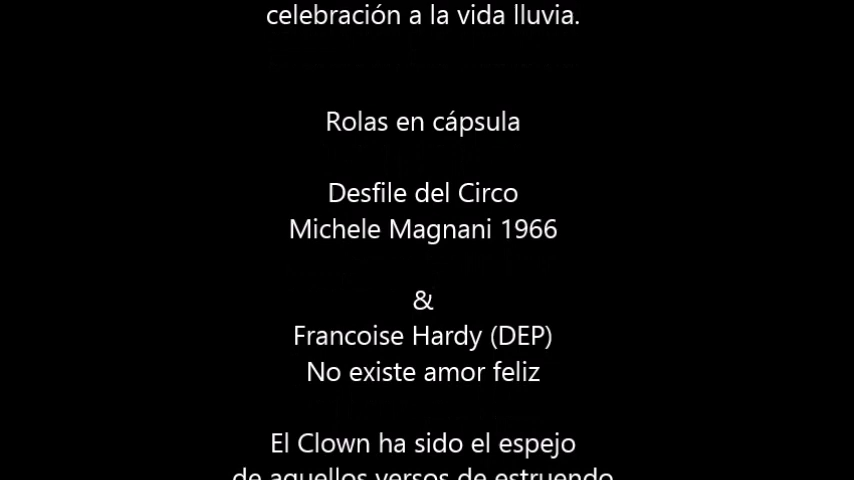 celebración a la vida lluvia.
Rolas en cápsula
Desfile del Circo
Michele Magnani 1966
&
Francoise Hardy (DEP)
No existe amor feliz
El Clown ha sido el espejo
de aquellos versos de estruendo